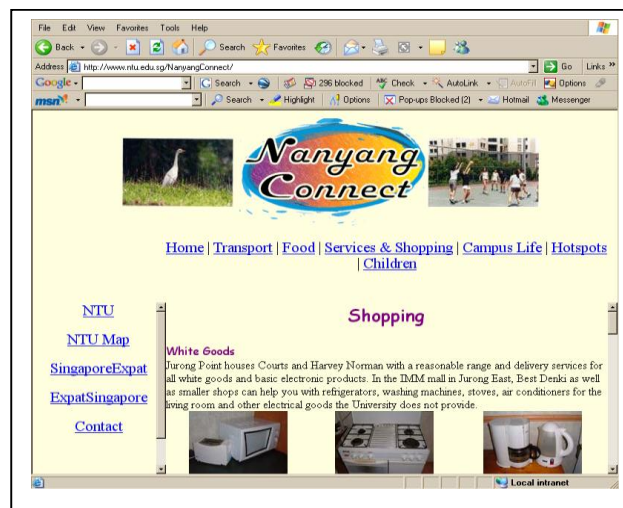 File Edit View Favorites Tools Help
Back Search Favorites
Address http://www.ntu.edu.sg/NanyangConnect/ Go Links »
Google Search 296 blocked Check AutoLink AutoFill Options
msn Search Highlight Options Pop-ups Blocked (2) Hotmail Messenger
Nanyang
Connect
Home | Transport | Food | Services & Shopping | Campus Life | Hotspots
| Children
NTU
NTU Map
SingaporeExpat
ExpatSingapore
Contact
Shopping
White Goods
Jurong Point houses Courts and Harvey Norman with a reasonable range and delivery services for
all white goods and basic electronic products. In the IMM mall in Jurong East, Best Denki as well
as smaller shops can help you with refrigerators, washing machines, stoves, air conditioners for the
living room and other electrical goods the University does not provide.
Local intranet